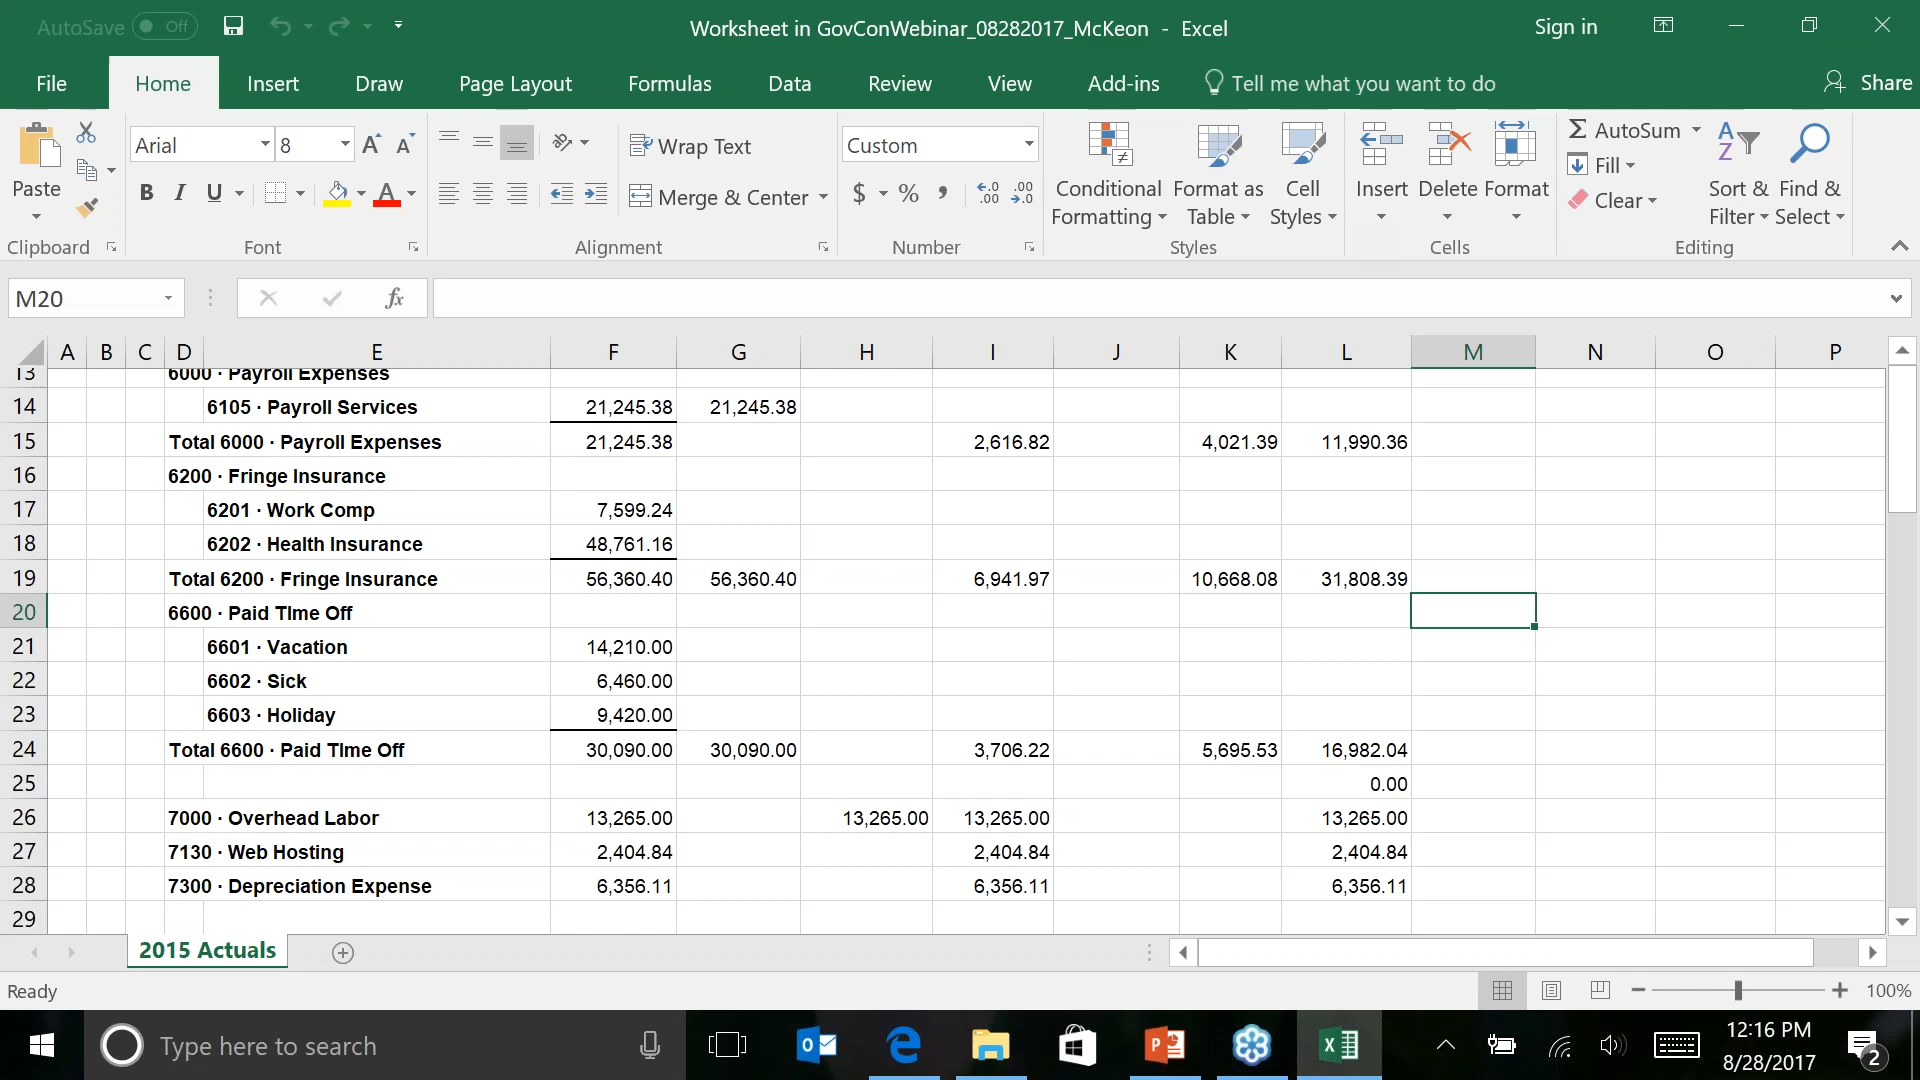 AutoSave Off Worksheet in GovConWebinar_08282017_McKeon - Excel Sign in
File Home Insert Draw Page Layout Formulas Data Review View Add-ins Tell me what you want to do Share
Arial 8 Wrap Text Custom AutoSum
Paste B I U Merge & Center $ % Conditional Formatting Format as Table Cell Styles Insert Delete Format Fill Clear Sort & Filter Find & Select
Clipboard Font Alignment Number Styles Cells Editing
M20 fx
A B C D E F G H I J K L M N O P
13 6000 · Payroll Expenses
14 6105 · Payroll Services 21,245.38 21,245.38
15 Total 6000 · Payroll Expenses 21,245.38 2,616.82 4,021.39 11,990.36
16 6200 · Fringe Insurance
17 6201 · Work Comp 7,599.24
18 6202 · Health Insurance 48,761.16
19 Total 6200 · Fringe Insurance 56,360.40 56,360.40 6,941.97 10,668.08 31,808.39
20 6600 · Paid TIme Off
21 6601 · Vacation 14,210.00
22 6602 · Sick 6,460.00
23 6603 · Holiday 9,420.00
24 Total 6600 · Paid TIme Off 30,090.00 30,090.00 3,706.22 5,695.53 16,982.04
25 0.00
26 7000 · Overhead Labor 13,265.00 13,265.00 13,265.00 13,265.00
27 7130 · Web Hosting 2,404.84 2,404.84 2,404.84
28 7300 · Depreciation Expense 6,356.11 6,356.11 6,356.11
29
2015 Actuals
Ready 100%
Type here to search 12:16 PM
8/28/2017 2